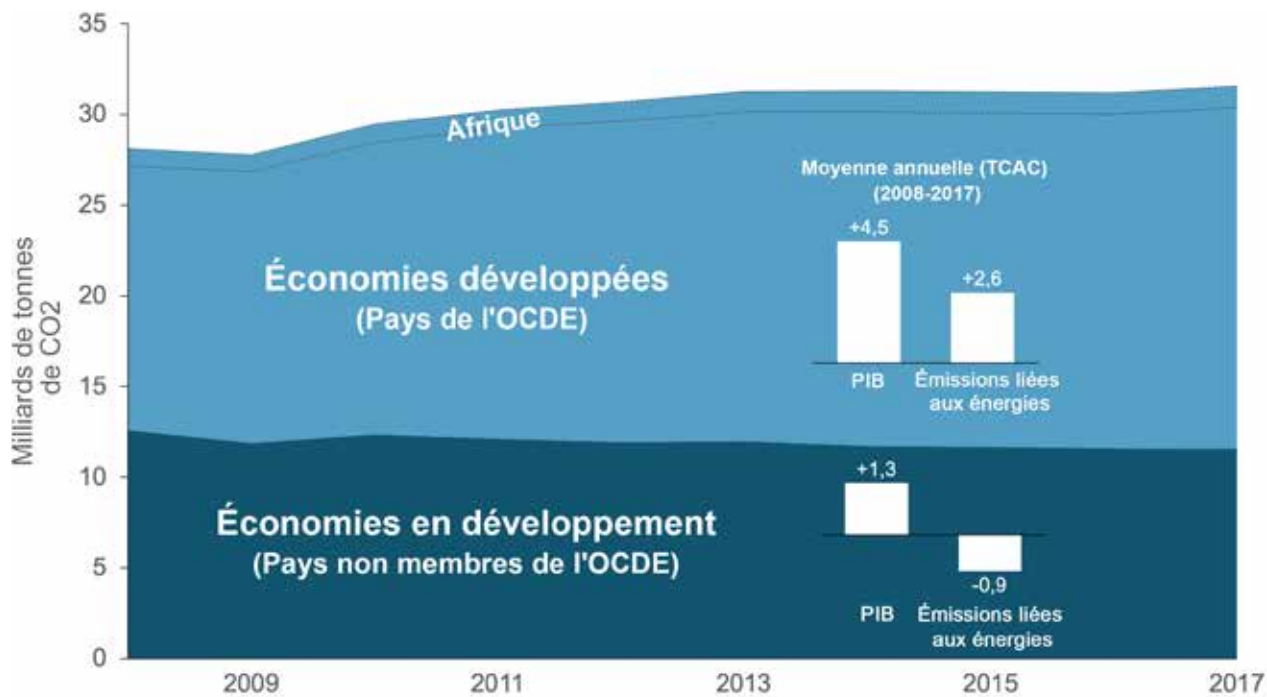 35
30
25
20
15
10
5
0
Milliards de tonnes
de CO2
Afrique
Économies développées
(Pays de l'OCDE)
Moyenne annuelle (TCAC)
(2008-2017)
+4,5
+2,6
PIB
Émissions liées
aux énergies
Économies en développement
(Pays non membres de l'OCDE)
+1,3
-0,9
PIB
Émissions liées
aux énergies
2009
2011
2013
2015
2017